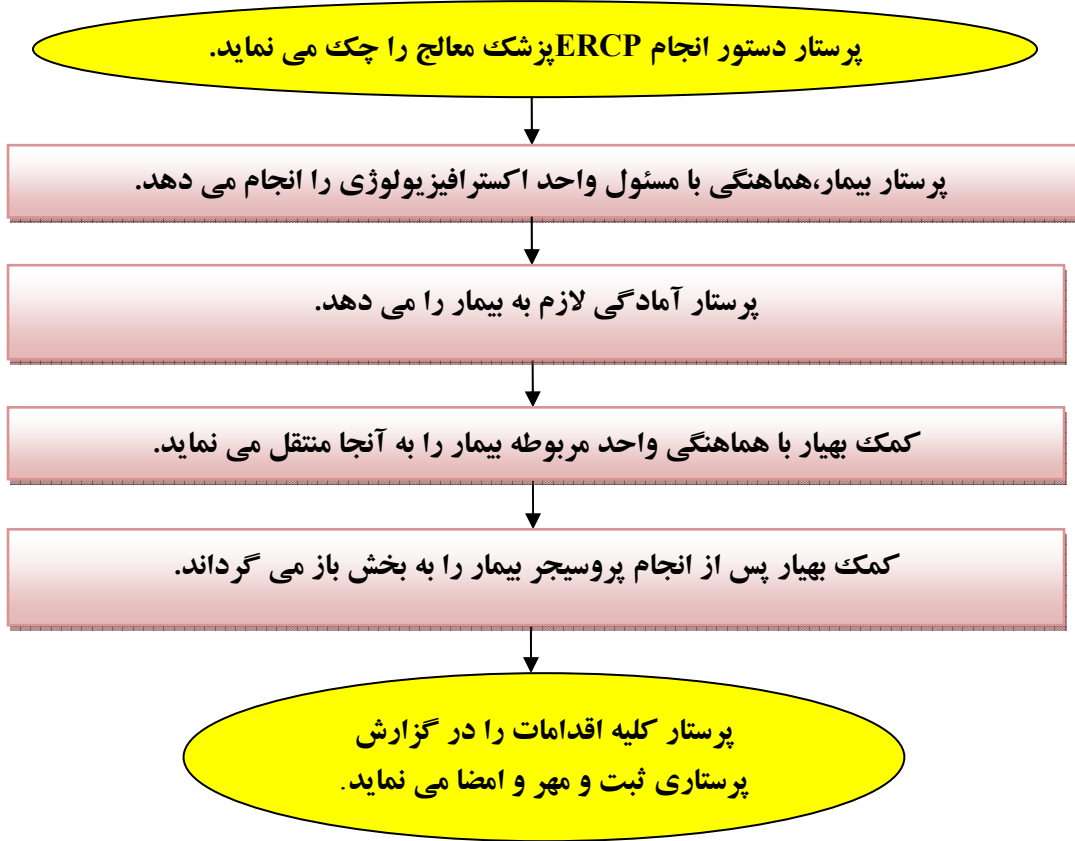 پرستار دستور انجام ERCPپزشک معالج را چک می نماید.
پرستار بیمار،هماهنگی با مسئول واحد اکسترافیزیولوژی را انجام می دهد.
پرستار آمادگی لازم به بیمار را می دهد.
کمک بهیار با هماهنگی واحد مربوطه بیمار را به آنجا منتقل می نماید.
کمک بهیار پس از انجام پروسیجر بیمار را به بخش باز می گرداند.
پرستار کلیه اقدامات را در گزارش
پرستاری ثبت و مهر و امضا می نماید.